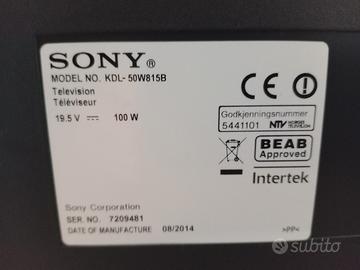 SONY
MODEL NO. KDL-50W815B
Television
Téléviseur
19.5 V ⎓ 100 W
CE
Godkjenningsnummer
5441101 NTV
BEAB
Approved
Intertek
Sony Corporation
SER. NO. 7209481
DATE OF MANUFACTURE 08/2014
>PP<
subito